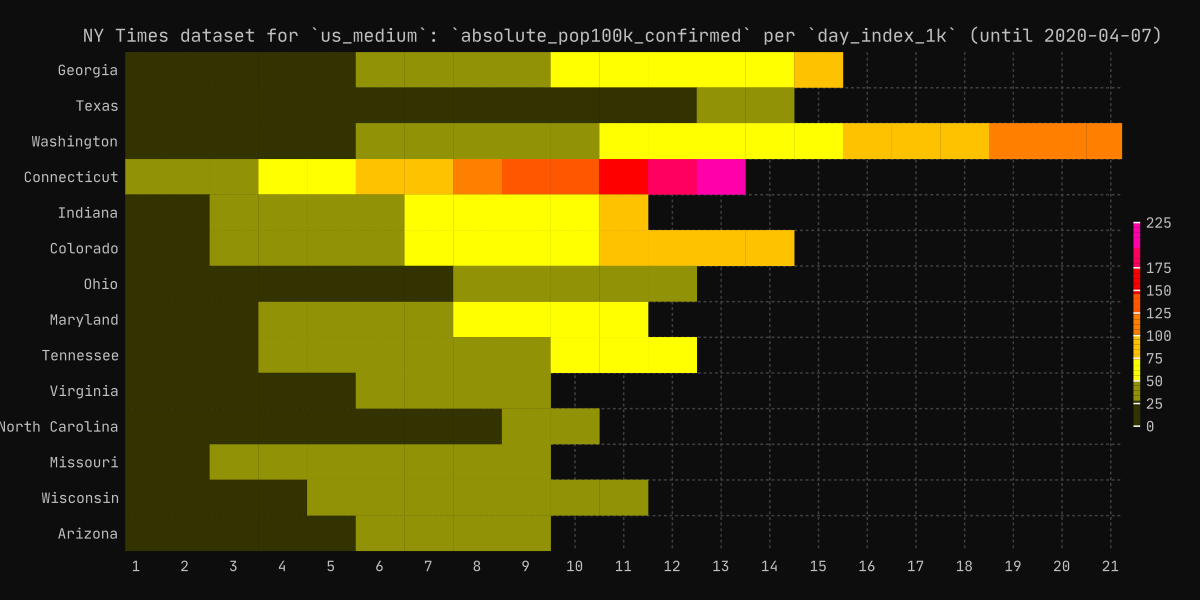 NY Times dataset for `us_medium`: `absolute_pop100k_confirmed` per `day_index_1k` (until 2020-04-07)
Georgia
Texas
Washington
Connecticut
Indiana
Colorado
Ohio
Maryland
Tennessee
Virginia
North Carolina
Missouri
Wisconsin
Arizona
1 2 3 4 5 6 7 8 9 10 11 12 13 14 15 16 17 18 19 20 21
225
175
150
125
100
75
50
25
0